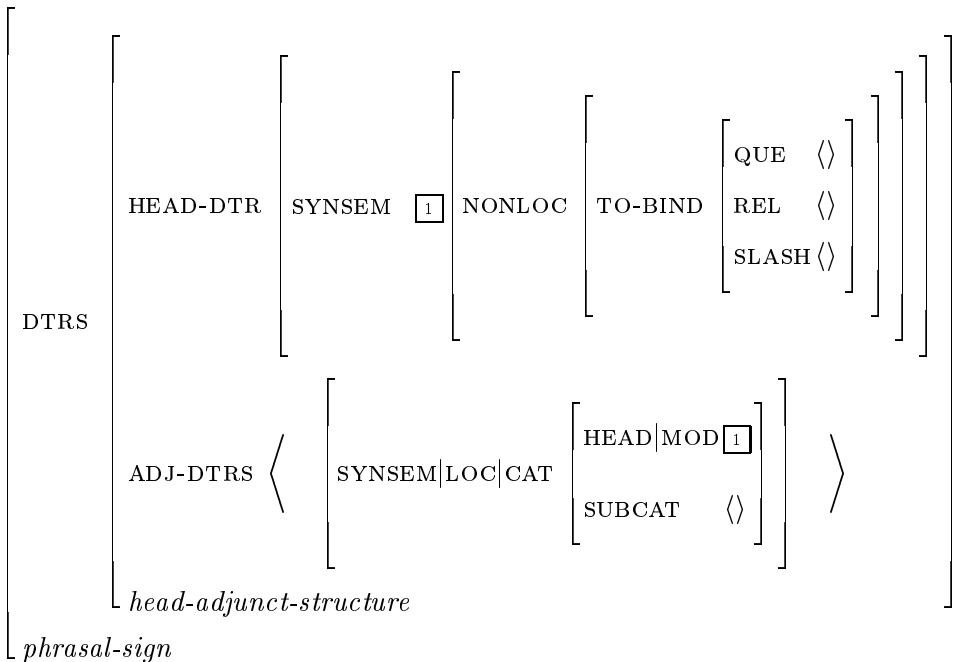 QUE ⟨⟩
HEAD-DTR SYNSEM 1 NONLOC TO-BIND REL ⟨⟩
SLASH ⟨⟩
DTRS
HEAD|MOD 1
ADJ-DTRS ⟨ SYNSEM|LOC|CAT ⟩
SUBCAT ⟨⟩
head-adjunct-structure
phrasal-sign